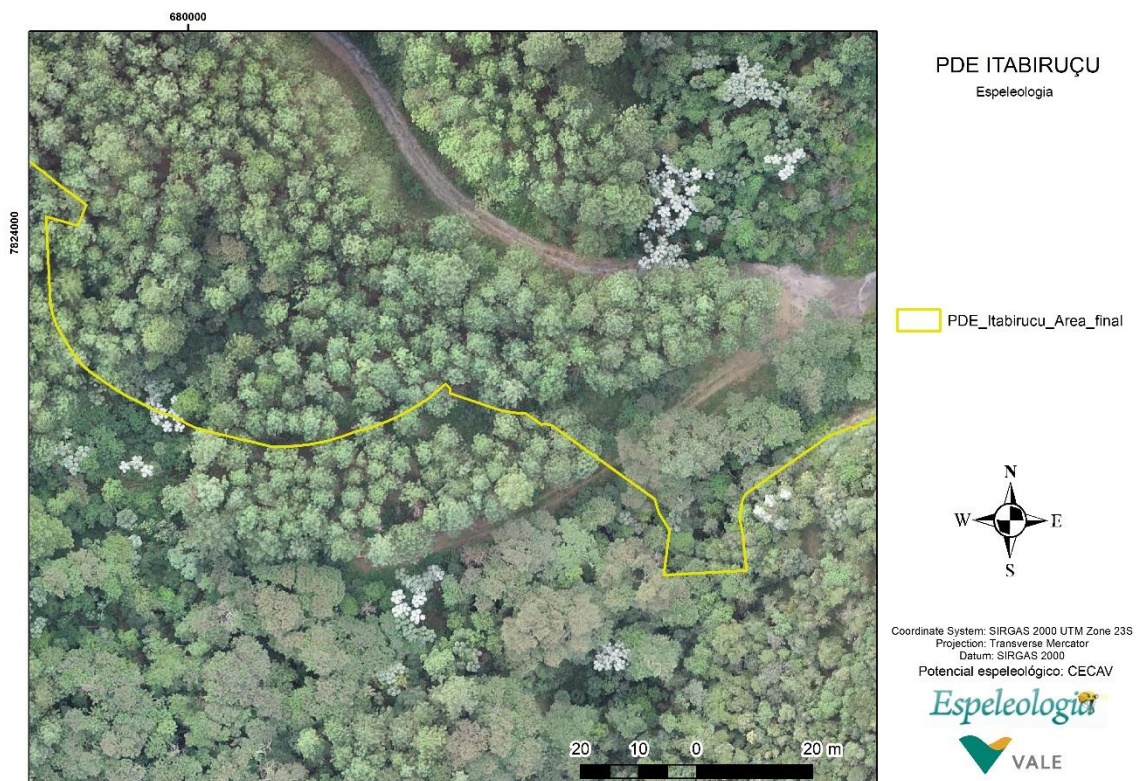 680000
7824000
PDE ITABIRUÇU
Espeleologia
PDE_Itabirucu_Area_final
N
W E
S
Coordinate System: SIRGAS 2000 UTM Zone 23S
Projection: Transverse Mercator
Datum: SIRGAS 2000
Potencial espeleológico: CECAV
Espeleologia
VALE
20 10 0 20 m